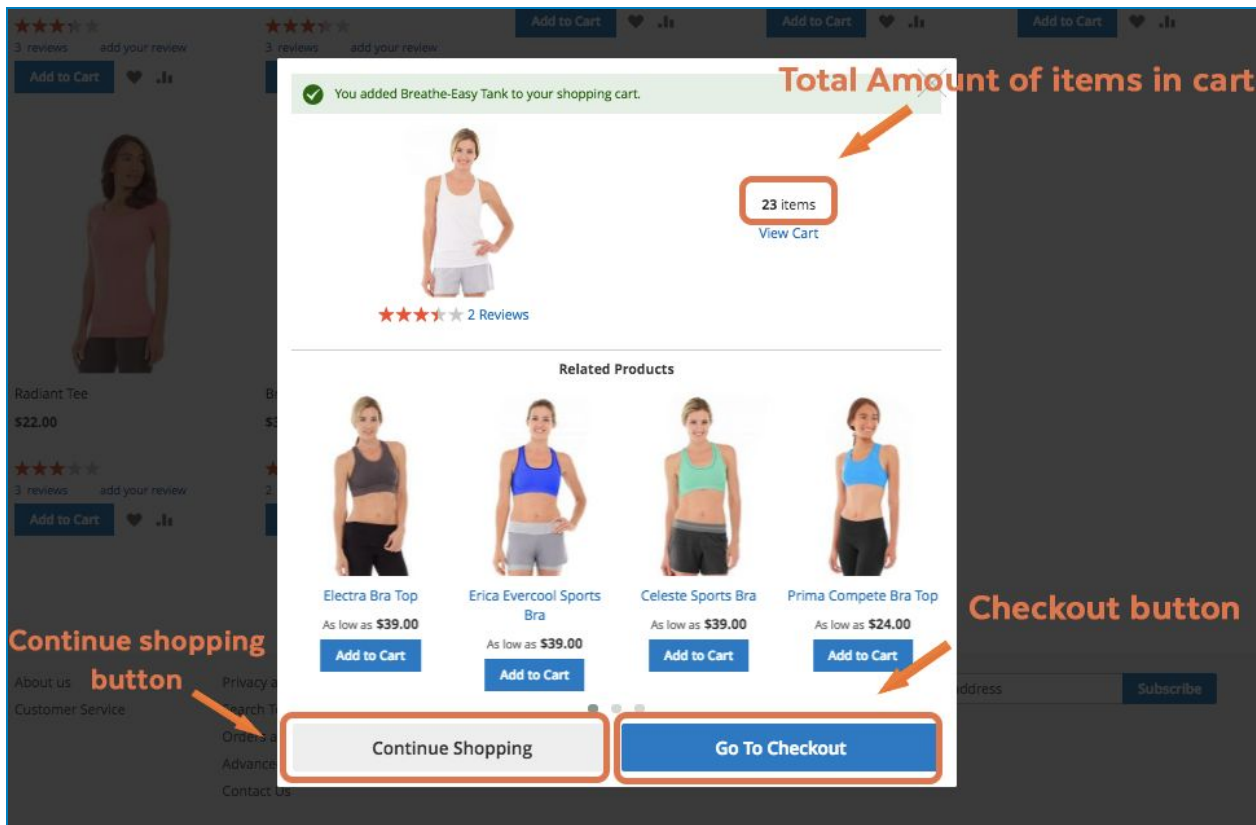 Add to Cart
Add to Cart
Add to Cart
3 reviews add your review
3 reviews add your review
Add to Cart
Total Amount of items in cart
You added Breathe-Easy Tank to your shopping cart.
23 items
View Cart
2 Reviews
Related Products
Radiant Tee
$22.00
3 reviews add your review
Add to Cart
Electra Bra Top
As low as $39.00
Add to Cart
Erica Evercool Sports
Bra
As low as $39.00
Add to Cart
Celeste Sports Bra
As low as $39.00
Add to Cart
Prima Compete Bra Top
As low as $24.00
Add to Cart
Checkout button
Continue shopping
button
About us
Customer Service
Privacy
Search
Contact Us
address
Subscribe
Continue Shopping
Go To Checkout